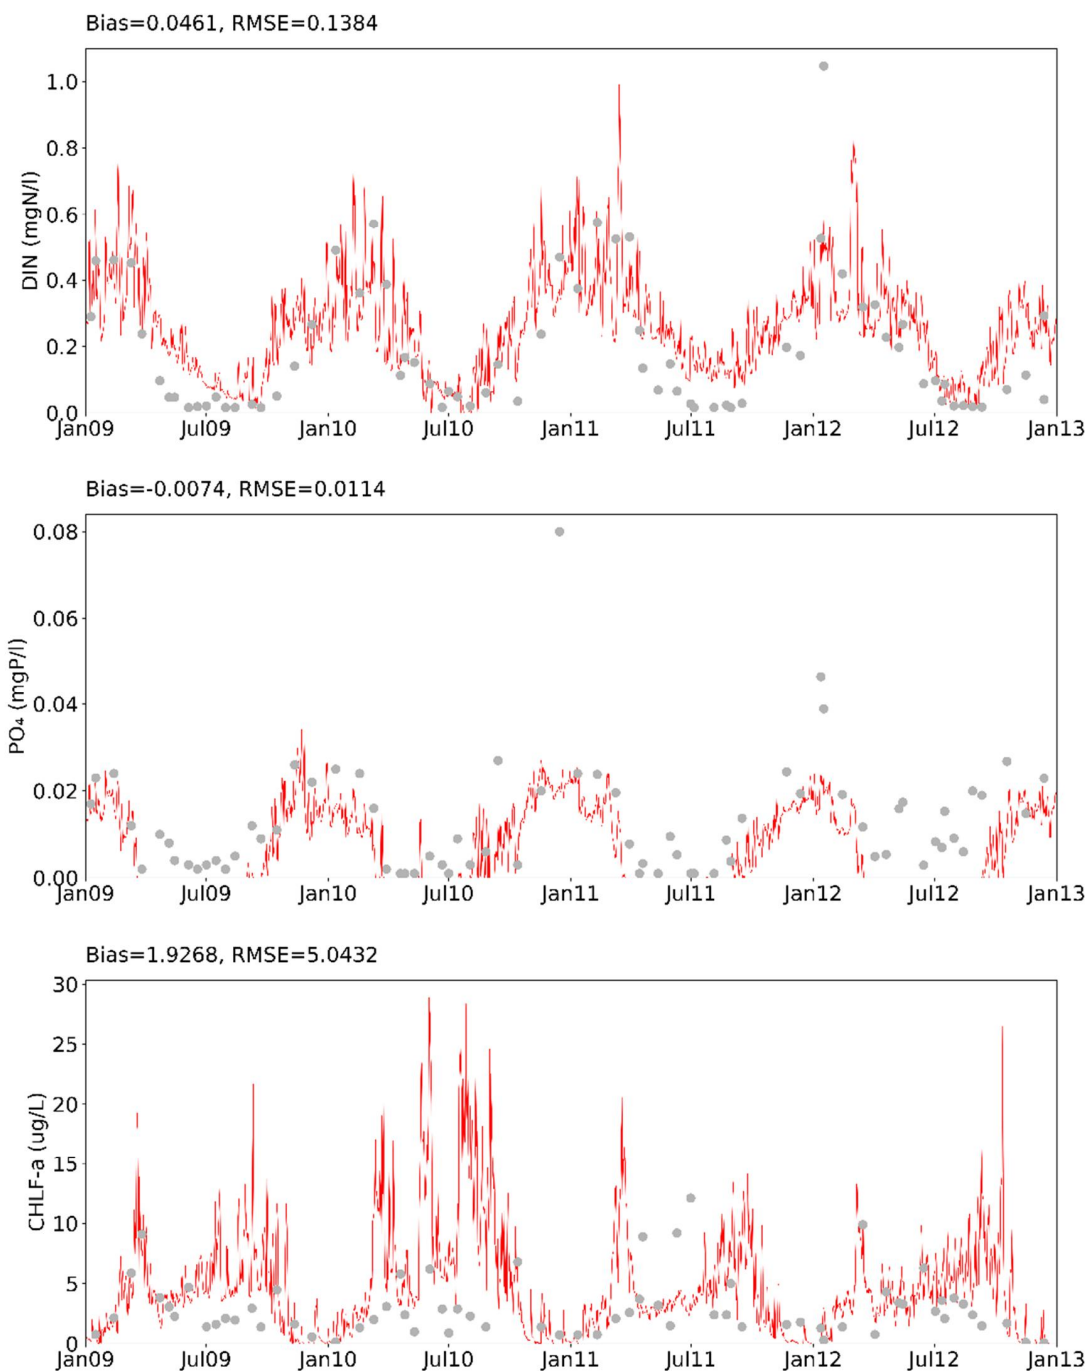 Bias=0.0461, RMSE=0.1384
DIN (mgN/l)
1.0
0.8
0.6
0.4
0.2
0.0
Jan09 Jul09 Jan10 Jul10 Jan11 Jul11 Jan12 Jul12 Jan13
Bias=-0.0074, RMSE=0.0114
PO₄ (mgP/l)
0.08
0.06
0.04
0.02
0.00
Jan09 Jul09 Jan10 Jul10 Jan11 Jul11 Jan12 Jul12 Jan13
Bias=1.9268, RMSE=5.0432
CHLF-a (ug/L)
30
25
20
15
10
5
0
Jan09 Jul09 Jan10 Jul10 Jan11 Jul11 Jan12 Jul12 Jan13